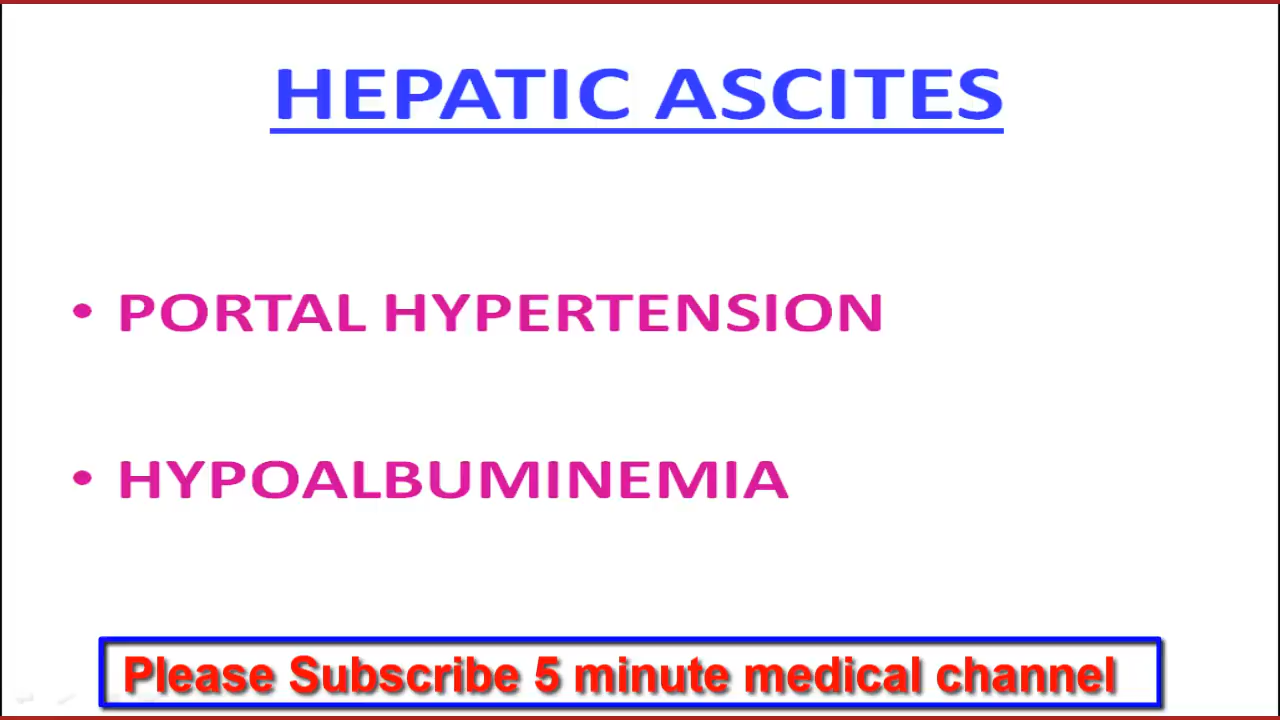 HEPATIC ASCITES
• PORTAL HYPERTENSION
• HYPOALBUMINEMIA
Please Subscribe 5 minute medical channel